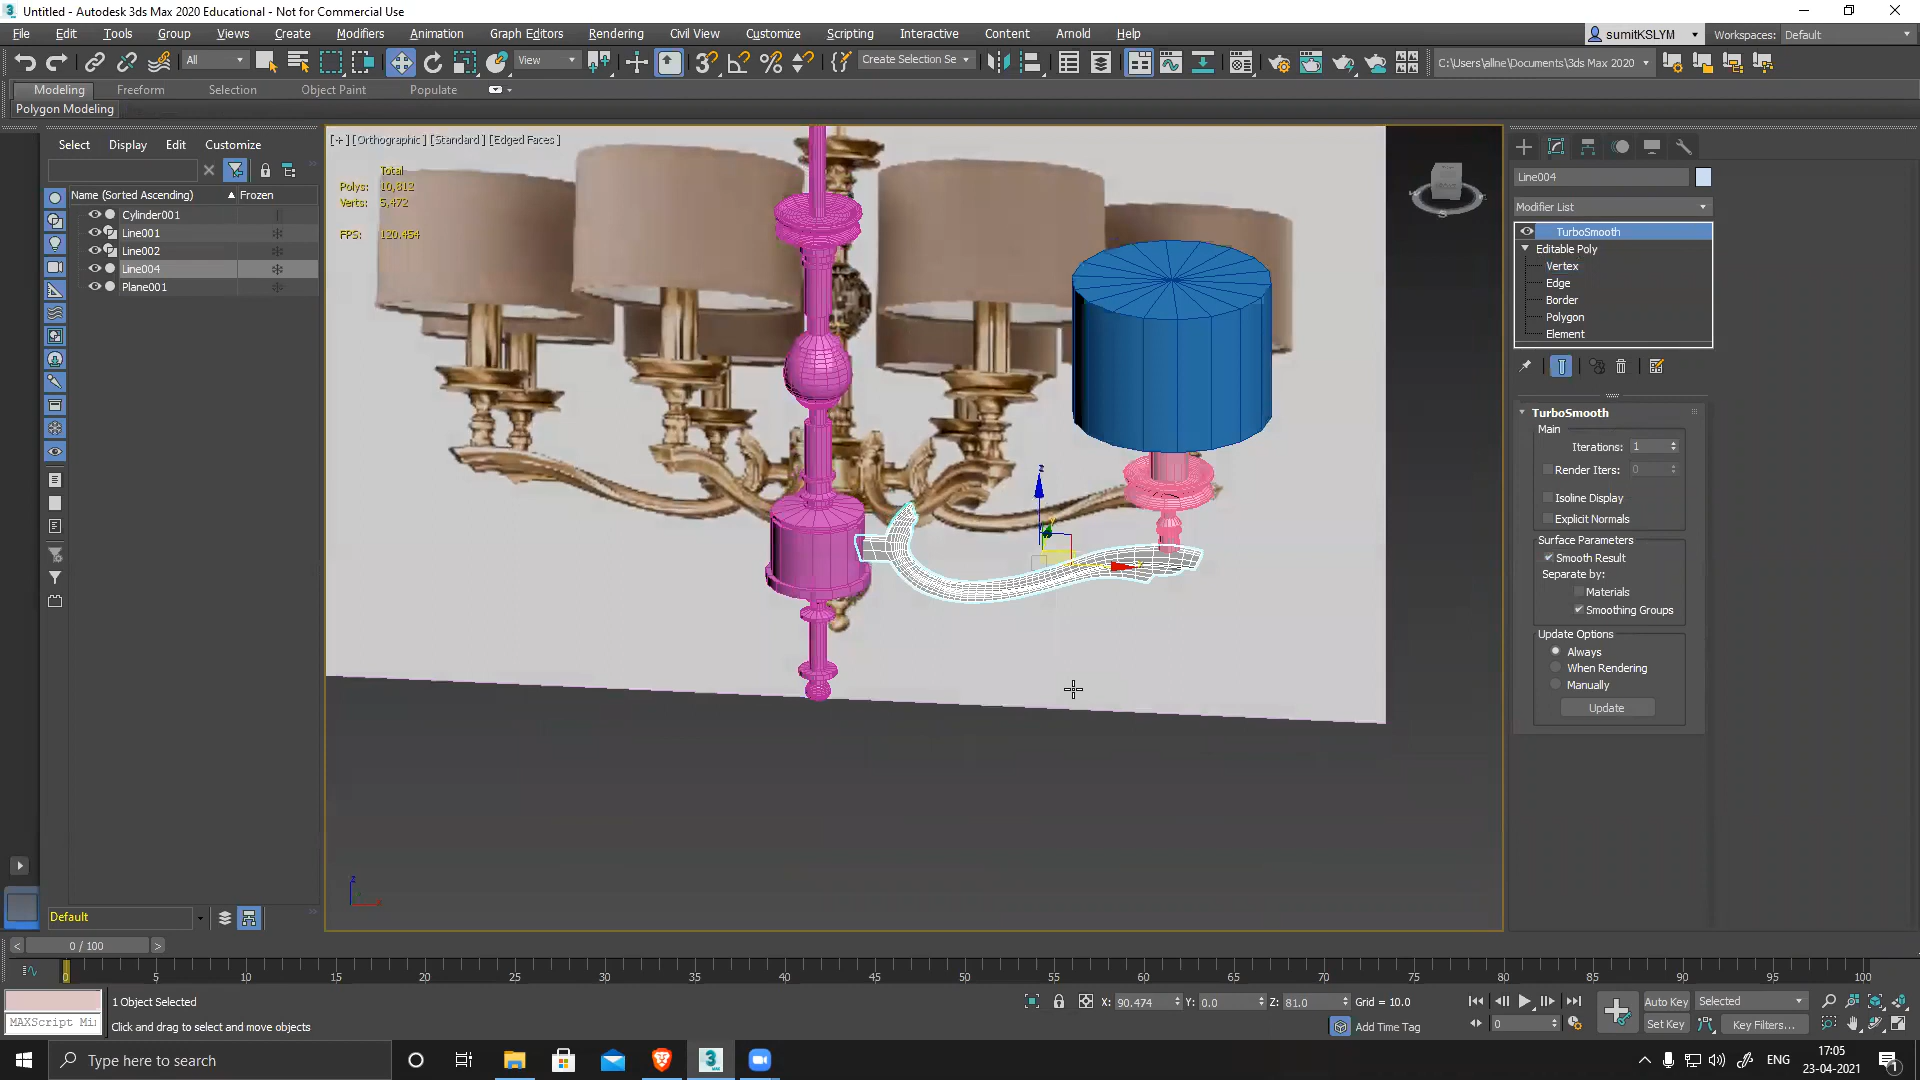 Untitled - Autodesk 3ds Max 2020 Educational - Not for Commercial Use
File Edit Tools Group Views Create Modifiers Animation Graph Editors Rendering Civil View Customize Scripting Interactive Content Arnold Help
sumitKSLYM Workspaces: Default
All View Create Selection Se C:\Users\allne\Documents\3ds Max 2020
Modeling Freeform Selection Object Paint Populate
Polygon Modeling
Select Display Edit Customize
Name (Sorted Ascending) Frozen
Cylinder001
Line001
Line002
Line004
Plane001
[+] [Orthographic] [Standard] [Edged Faces]
Total
Polys: 10,812
Verts: 5,472
FPS: 120.454
Line004
Modifier List
TurboSmooth
Editable Poly
Vertex
Edge
Border
Polygon
Element
TurboSmooth
Main
Iterations: 1
Render Iters: 0
Isoline Display
Explicit Normals
Surface Parameters
Smooth Result
Separate by:
Materials
Smoothing Groups
Update Options
Always
When Rendering
Manually
Update
Default
0 / 100
0 5 10 15 20 25 30 35 40 45 50 55 60 65 70 75 80 85 90 95 100
1 Object Selected
X: 90.474 Y: 0.0 Z: 81.0 Grid = 10.0
Auto Key Selected
MAXScript Mi
Click and drag to select and move objects
Add Time Tag
0
Set Key Key Filters...
Type here to search
ENG
17:05
23-04-2021